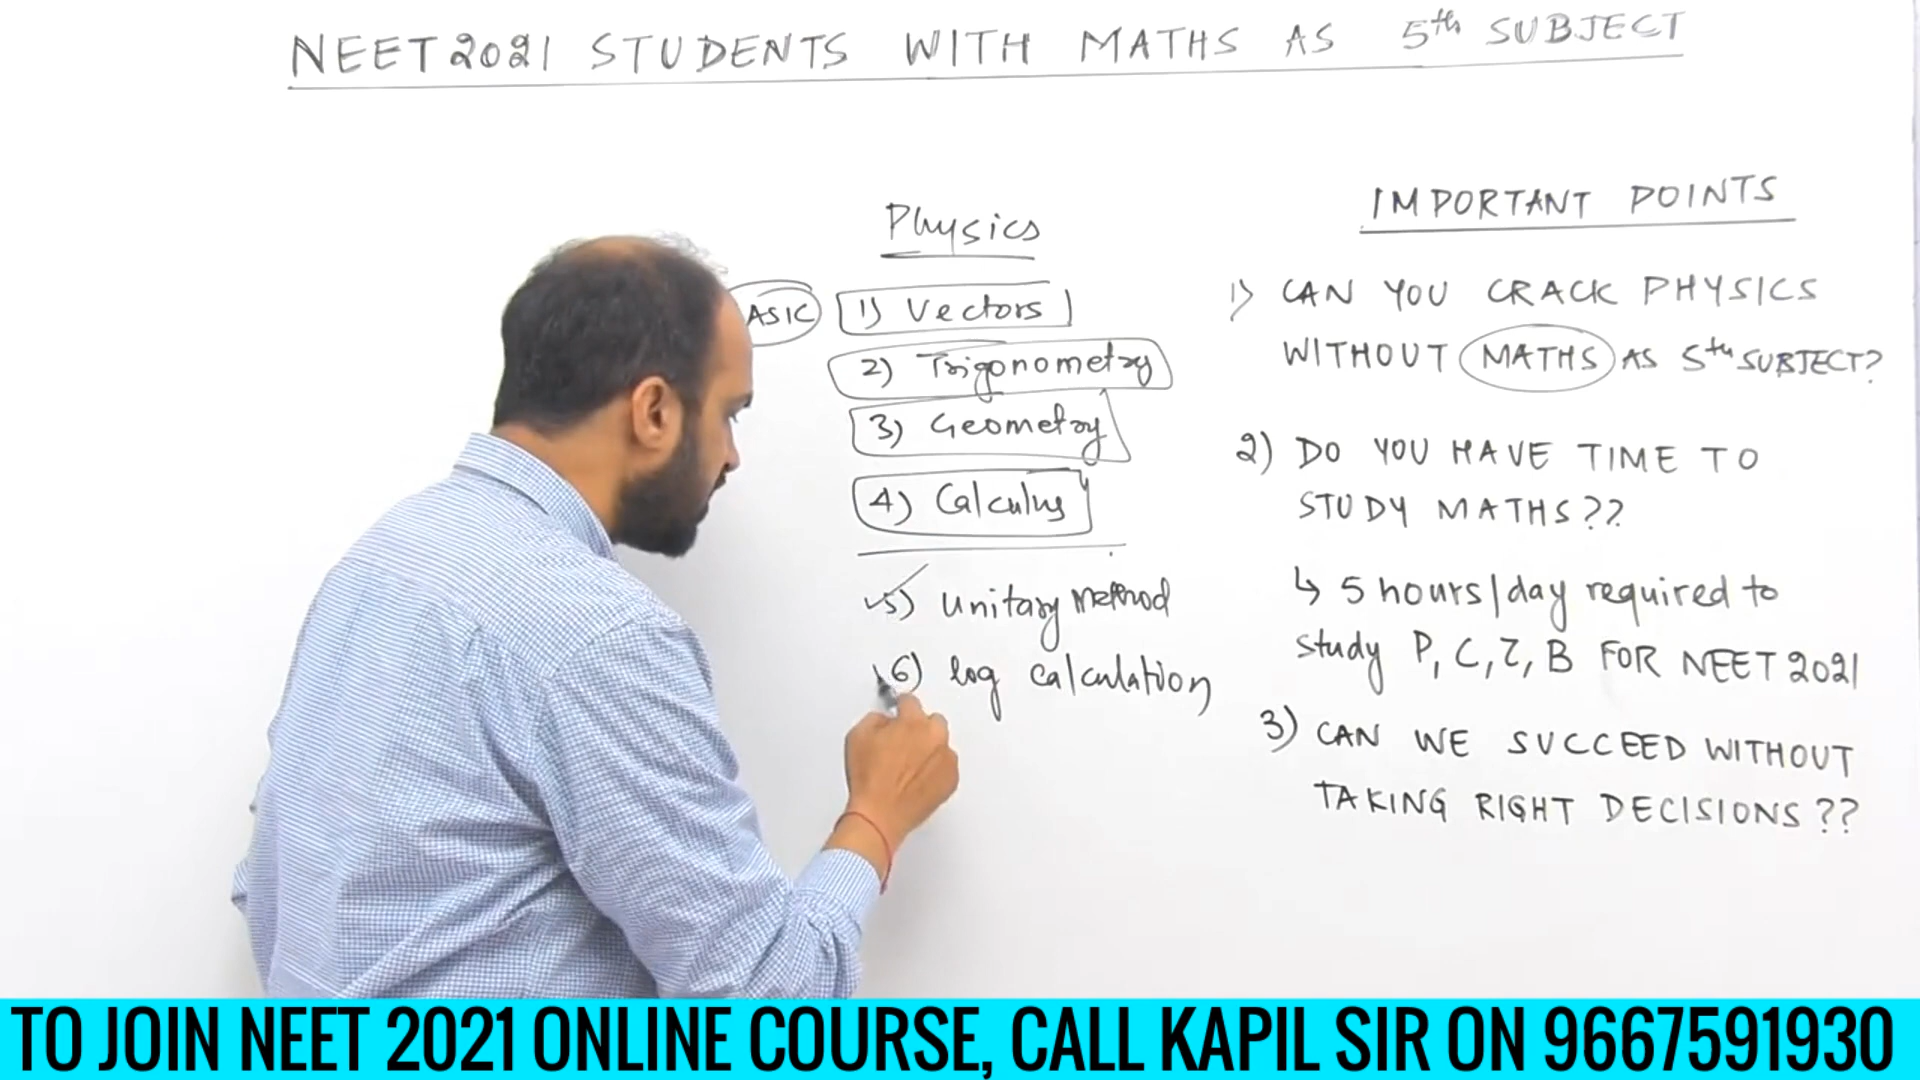 NEET2021 STUDENTS WITH MATHS AS 5th SUBJECT
Physics
ASIC
1) Vectors
2) Trigonometry
3) Geometry
4) Calculus
5) Unitary Method
6) log calculation
IMPORTANT POINTS
1) CAN YOU CRACK PHYSICS
WITHOUT MATHS AS 5th SUBJECT?
2) DO YOU HAVE TIME TO
STUDY MATHS??
↳ 5 hours/day required to
study P, C, Z, B FOR NEET 2021
3) CAN WE SUCCEED WITHOUT
TAKING RIGHT DECISIONS??
TO JOIN NEET 2021 ONLINE COURSE, CALL KAPIL SIR ON 9667591930